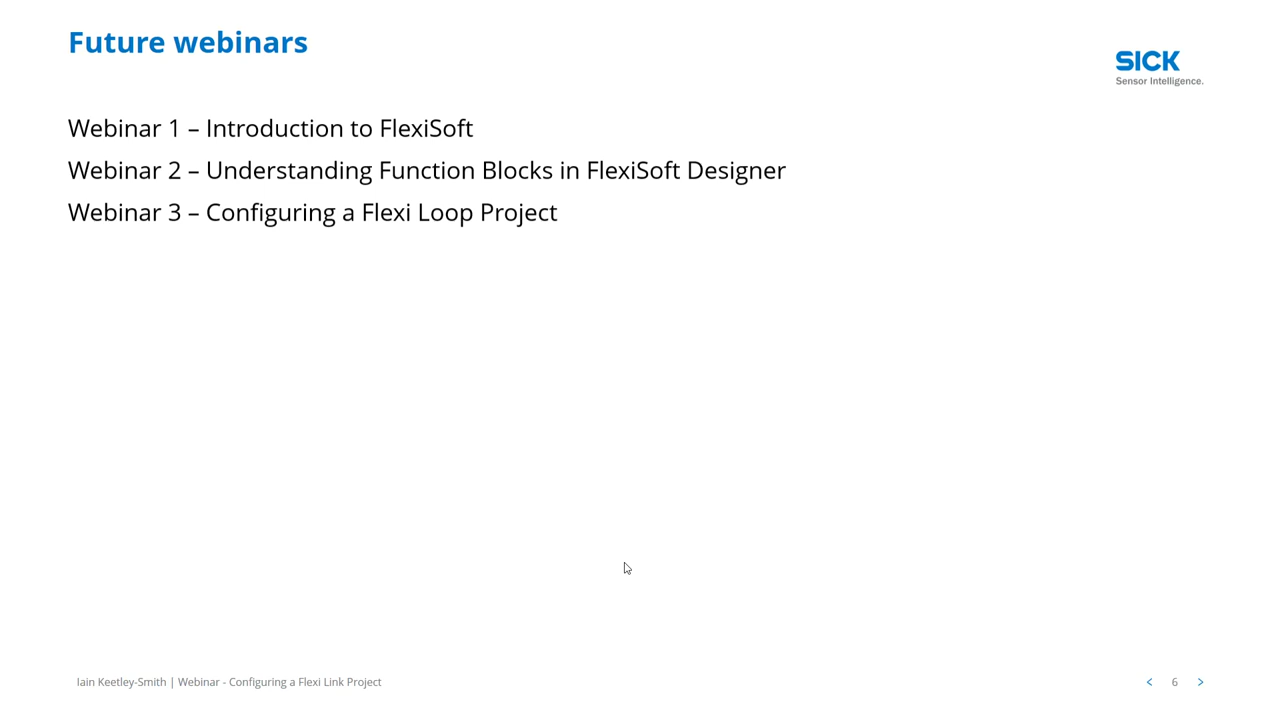 Future webinars
SICK
Sensor Intelligence.
Webinar 1 – Introduction to FlexiSoft
Webinar 2 – Understanding Function Blocks in FlexiSoft Designer
Webinar 3 – Configuring a Flexi Loop Project
Iain Keetley-Smith | Webinar - Configuring a Flexi Link Project
< 6 >